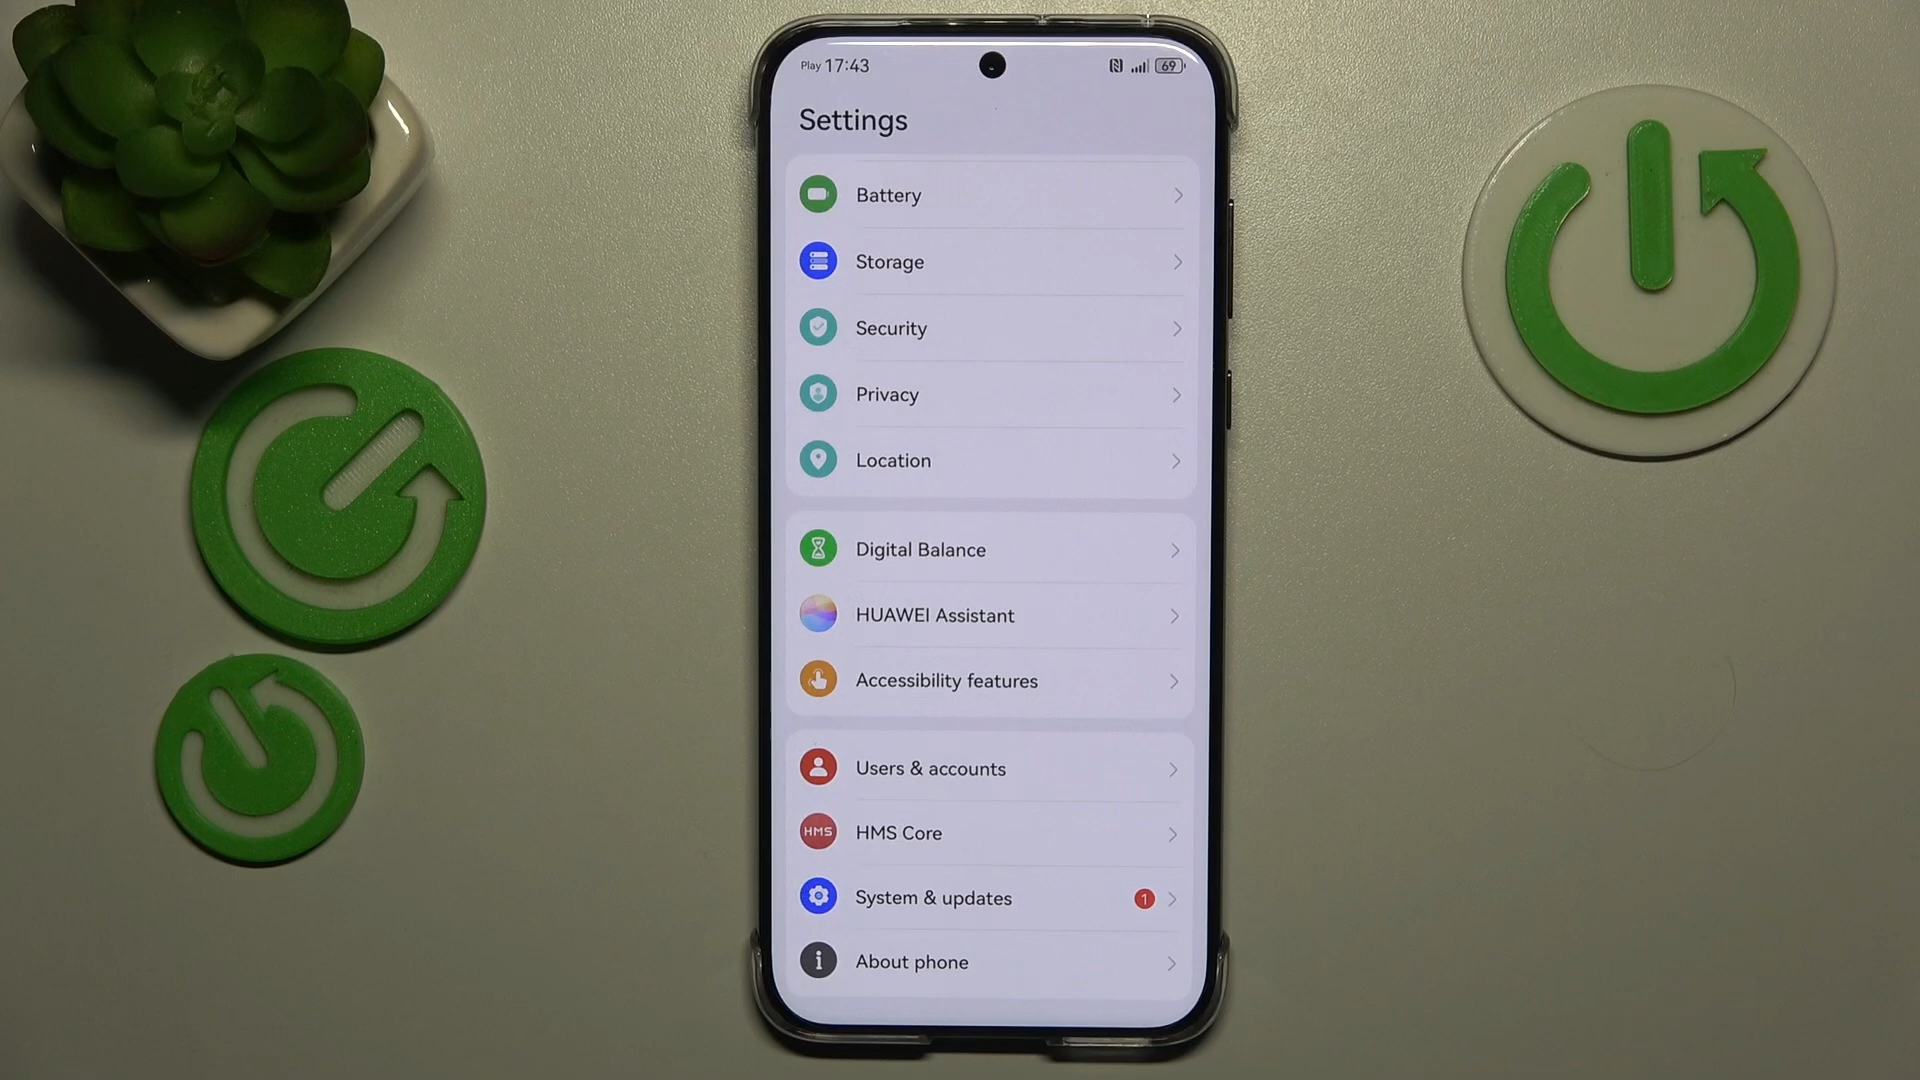 Play 17:43
69
Settings
Battery
Storage
Security
Privacy
Location
Digital Balance
HUAWEI Assistant
Accessibility features
Users & accounts
HMS
HMS Core
System & updates
1
About phone